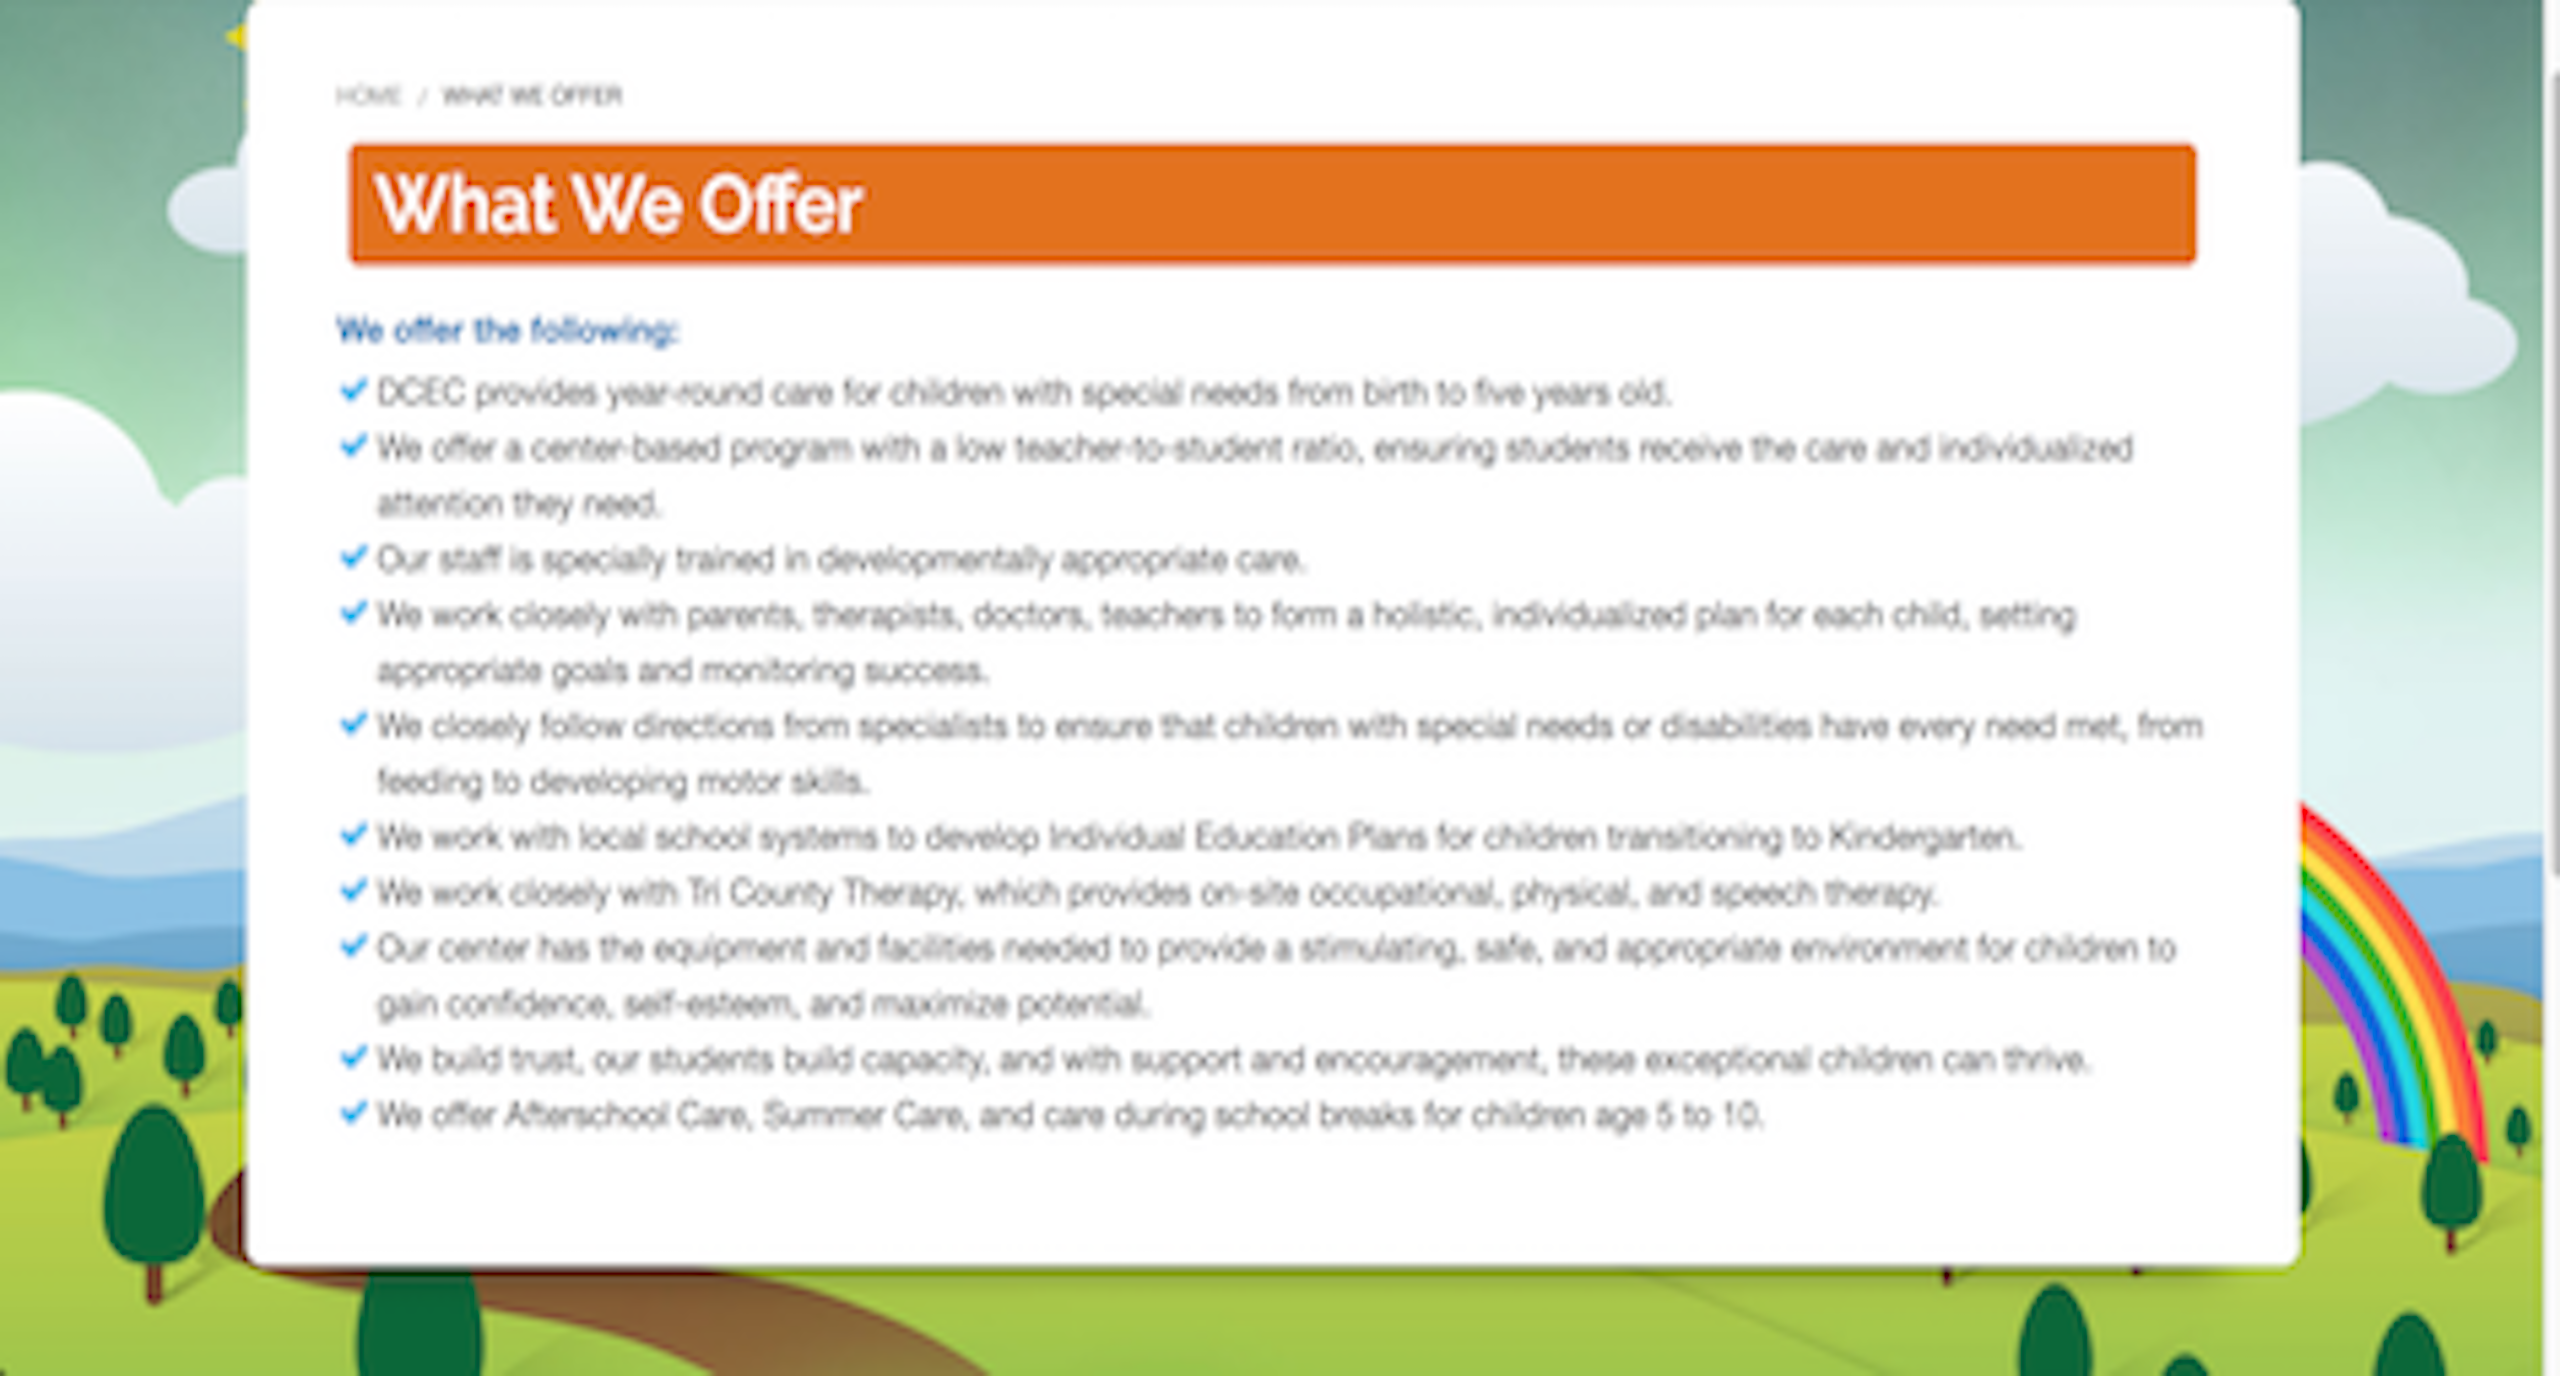 HOME / WHAT WE OFFER
What We Offer
We offer the following:
DCEC provides year-round care for children with special needs from birth to five years old.
We offer a center-based program with a low teacher-to-student ratio, ensuring students receive the care and individualized
attention they need.
Our staff is specially trained in developmentally appropriate care.
We work closely with parents, therapists, doctors, teachers to form a holistic, individualized plan for each child, setting
appropriate goals and monitoring success.
We closely follow directions from specialists to ensure that children with special needs or disabilities have every need met, from
feeding to developing motor skills.
We work with local school systems to develop Individual Education Plans for children transitioning to Kindergarten.
We work closely with Tri County Therapy, which provides on-site occupational, physical, and speech therapy.
Our center has the equipment and facilities needed to provide a stimulating, safe, and appropriate environment for children to
gain confidence, self-esteem, and maximize potential.
We build trust, our students build capacity, and with support and encouragement, these exceptional children can thrive.
We offer Afterschool Care, Summer Care, and care during school breaks for children age 5 to 10.